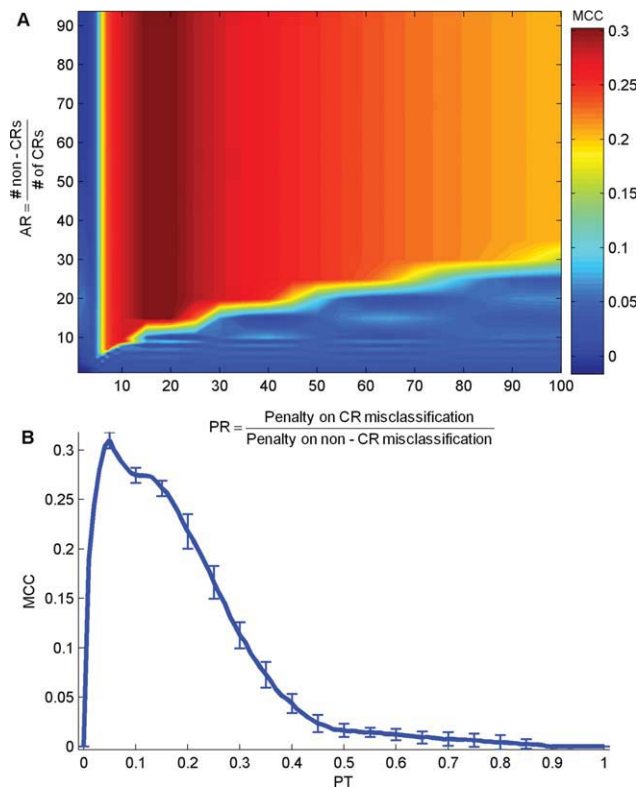 A
MCC
90
80
70
60
50
40
30
20
10
AR = # non - CRs
# of CRs
0.3
0.25
0.2
0.15
0.1
0.05
0
10 20 30 40 50 60 70 80 90 100
PR = Penalty on CR misclassification
Penalty on non - CR misclassification
B
0.3
0.25
0.2
0.15
0.1
0.05
0
MCC
0 0.1 0.2 0.3 0.4 0.5 0.6 0.7 0.8 0.9 1
PT